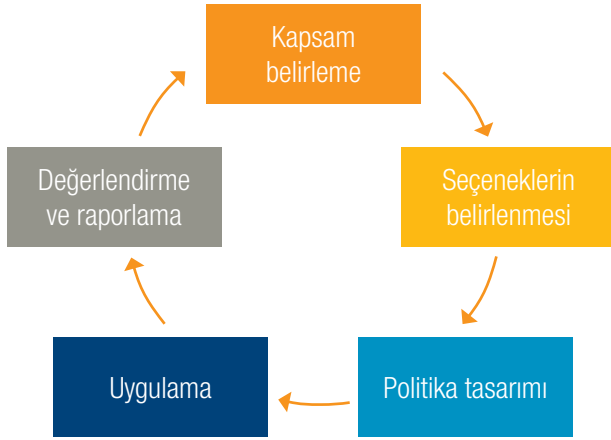 Kapsam
belirleme
Seçeneklerin
belirlenmesi
Politika tasarımı
Uygulama
Değerlendirme
ve raporlama